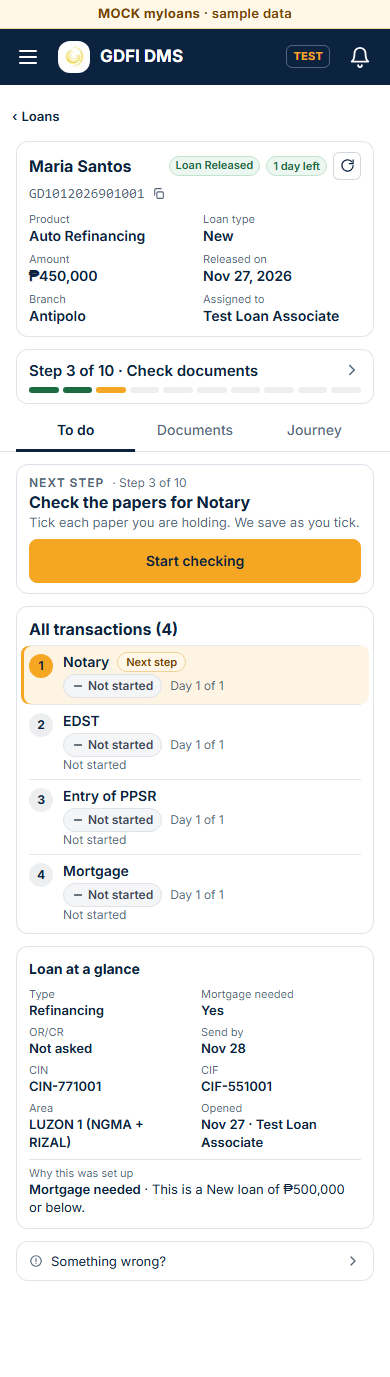 MOCK myloans · sample data
GDFI DMS
TEST
‹ Loans
Maria Santos
Loan Released
1 day left
GD1012026901001
Product
Loan type
Auto Refinancing
New
Amount
Released on
₱450,000
Nov 27, 2026
Branch
Assigned to
Antipolo
Test Loan Associate
Step 3 of 10 · Check documents
To do
Documents
Journey
NEXT STEP · Step 3 of 10
Check the papers for Notary
Tick each paper you are holding. We save as you tick.
Start checking
All transactions (4)
1
Notary
Next step
– Not started
Day 1 of 1
2
EDST
– Not started
Day 1 of 1
Not started
3
Entry of PPSR
– Not started
Day 1 of 1
Not started
4
Mortgage
– Not started
Day 1 of 1
Not started
Loan at a glance
Type
Mortgage needed
Refinancing
Yes
OR/CR
Send by
Not asked
Nov 28
CIN
CIF
CIN-771001
CIF-551001
Area
Opened
LUZON 1 (NGMA +
RIZAL)
Nov 27 · Test Loan
Associate
Why this was set up
Mortgage needed · This is a New loan of ₱500,000
or below.
Something wrong?